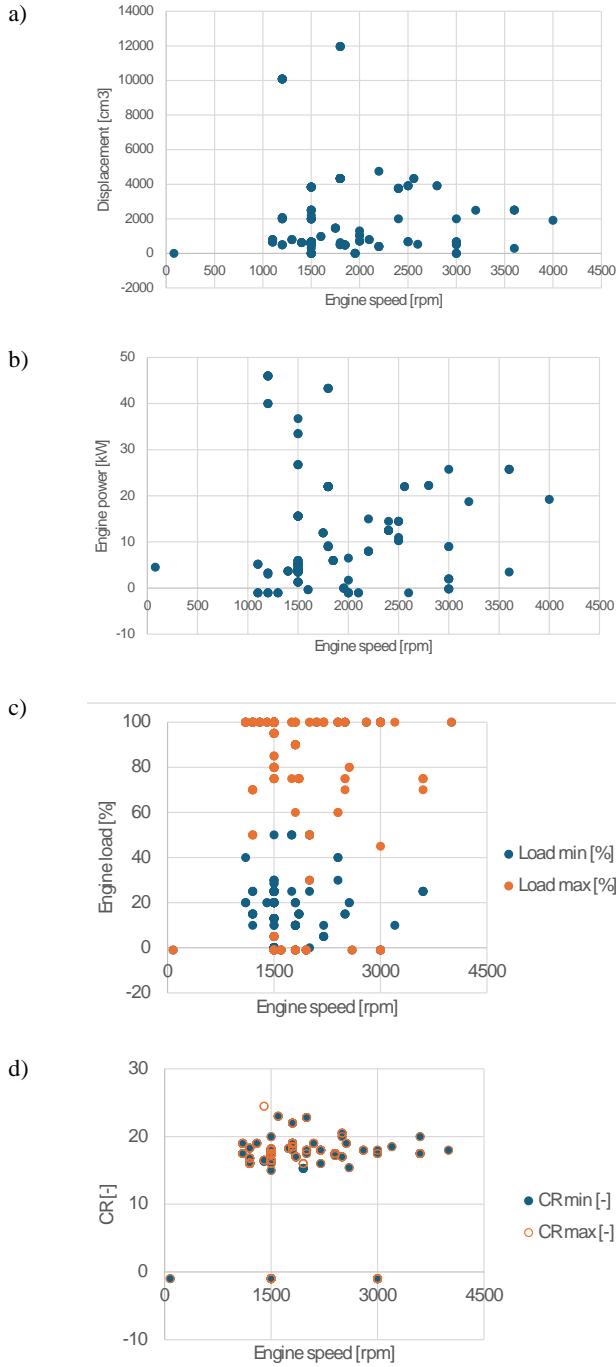 a)
14000
12000
10000
8000
6000
4000
2000
0
-2000
Displacement [cm3]
0 500 1000 1500 2000 2500 3000 3500 4000 4500
Engine speed [rpm]
b)
50
40
30
20
10
0
-10
Engine power [kW]
0 500 1000 1500 2000 2500 3000 3500 4000 4500
Engine speed [rpm]
c)
100
80
60
40
20
0
-20
Engine load [%]
0 1500 3000 4500
Engine speed [rpm]
Load min [%]
Load max [%]
d)
30
20
10
0
-10
CR [-]
0 1500 3000 4500
Engine speed [rpm]
CR min [-]
CR max [-]